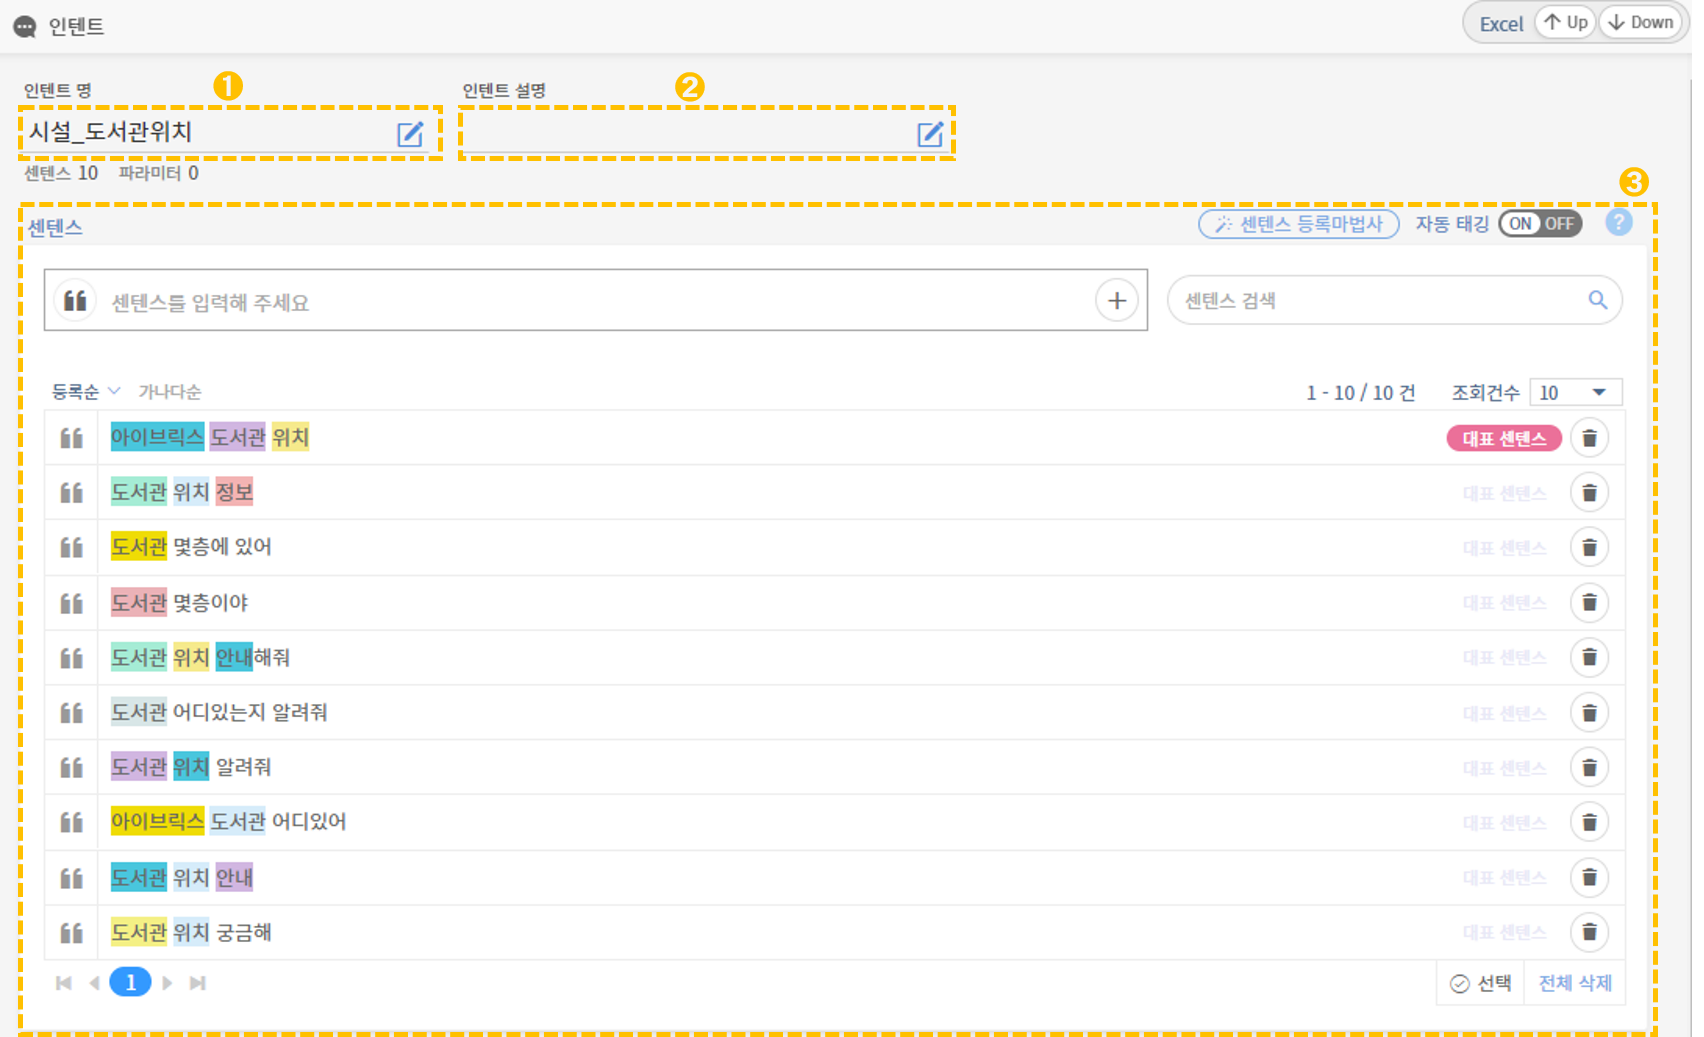 인텐트
Excel Up Down
인텐트 명 1 인텐트 설명 2
시설_도서관위치
센텐스 10 파라미터 0
3
센텐스 센텐스 등록마법사 자동 태깅 ON OFF ?
센텐스를 입력해 주세요 + 센텐스 검색
등록순 가나다순 1 - 10 / 10 건 조회건수 10
아이브릭스 도서관 위치 대표 센텐스
도서관 위치 정보 대표 센텐스
도서관 몇층에 있어 대표 센텐스
도서관 몇층이야 대표 센텐스
도서관 위치 안내해줘 대표 센텐스
도서관 어디있는지 알려줘 대표 센텐스
도서관 위치 알려줘 대표 센텐스
아이브릭스 도서관 어디있어 대표 센텐스
도서관 위치 안내 대표 센텐스
도서관 위치 궁금해 대표 센텐스
1 선택 전체 삭제